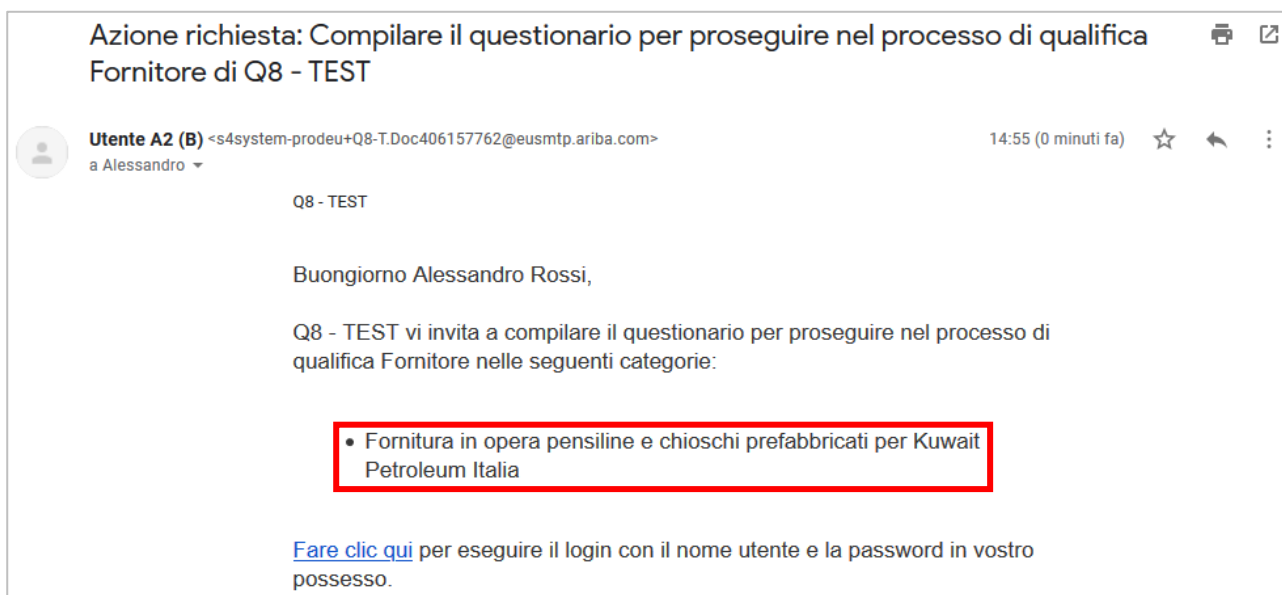 Azione richiesta: Compilare il questionario per proseguire nel processo di qualifica
Fornitore di Q8 - TEST
Utente A2 (B) <s4system-prodeu+Q8-T.Doc406157762@eusmtp.ariba.com>
14:55 (0 minuti fa)
a Alessandro
Q8 - TEST
Buongiorno Alessandro Rossi,
Q8 - TEST vi invita a compilare il questionario per proseguire nel processo di
qualifica Fornitore nelle seguenti categorie:
• Fornitura in opera pensiline e chioschi prefabbricati per Kuwait
Petroleum Italia
Fare clic qui per eseguire il login con il nome utente e la password in vostro
possesso.